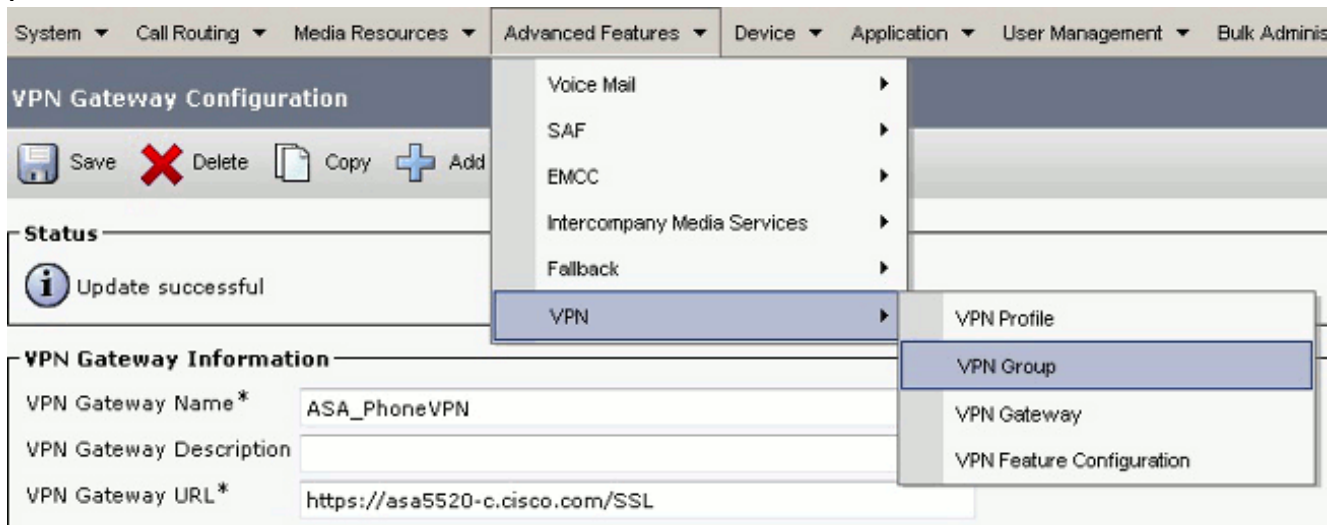 System Call Routing Media Resources Advanced Features Device Application User Management Bulk Adminis
VPN Gateway Configuration
Voice Mail
SAF
Save Delete Copy Add
EMCC
Intercompany Media Services
Status
Fallback
Update successful
VPN
VPN Profile
VPN Gateway Information
VPN Group
VPN Gateway Name* ASA_PhoneVPN
VPN Gateway
VPN Gateway Description
VPN Feature Configuration
VPN Gateway URL* https://asa5520-c.cisco.com/SSL